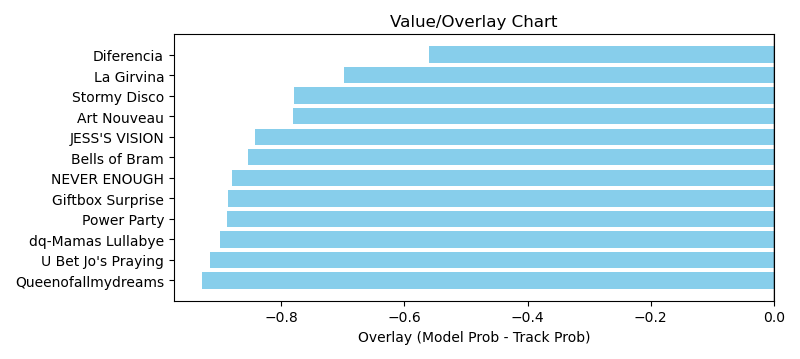 Value/Overlay Chart
Diferencia
La Girvina
Stormy Disco
Art Nouveau
JESS'S VISION
Bells of Bram
NEVER ENOUGH
Giftbox Surprise
Power Party
dq-Mamas Lullabye
U Bet Jo's Praying
Queenofallmydreams
−0.8 −0.6 −0.4 −0.2 0.0
Overlay (Model Prob - Track Prob)